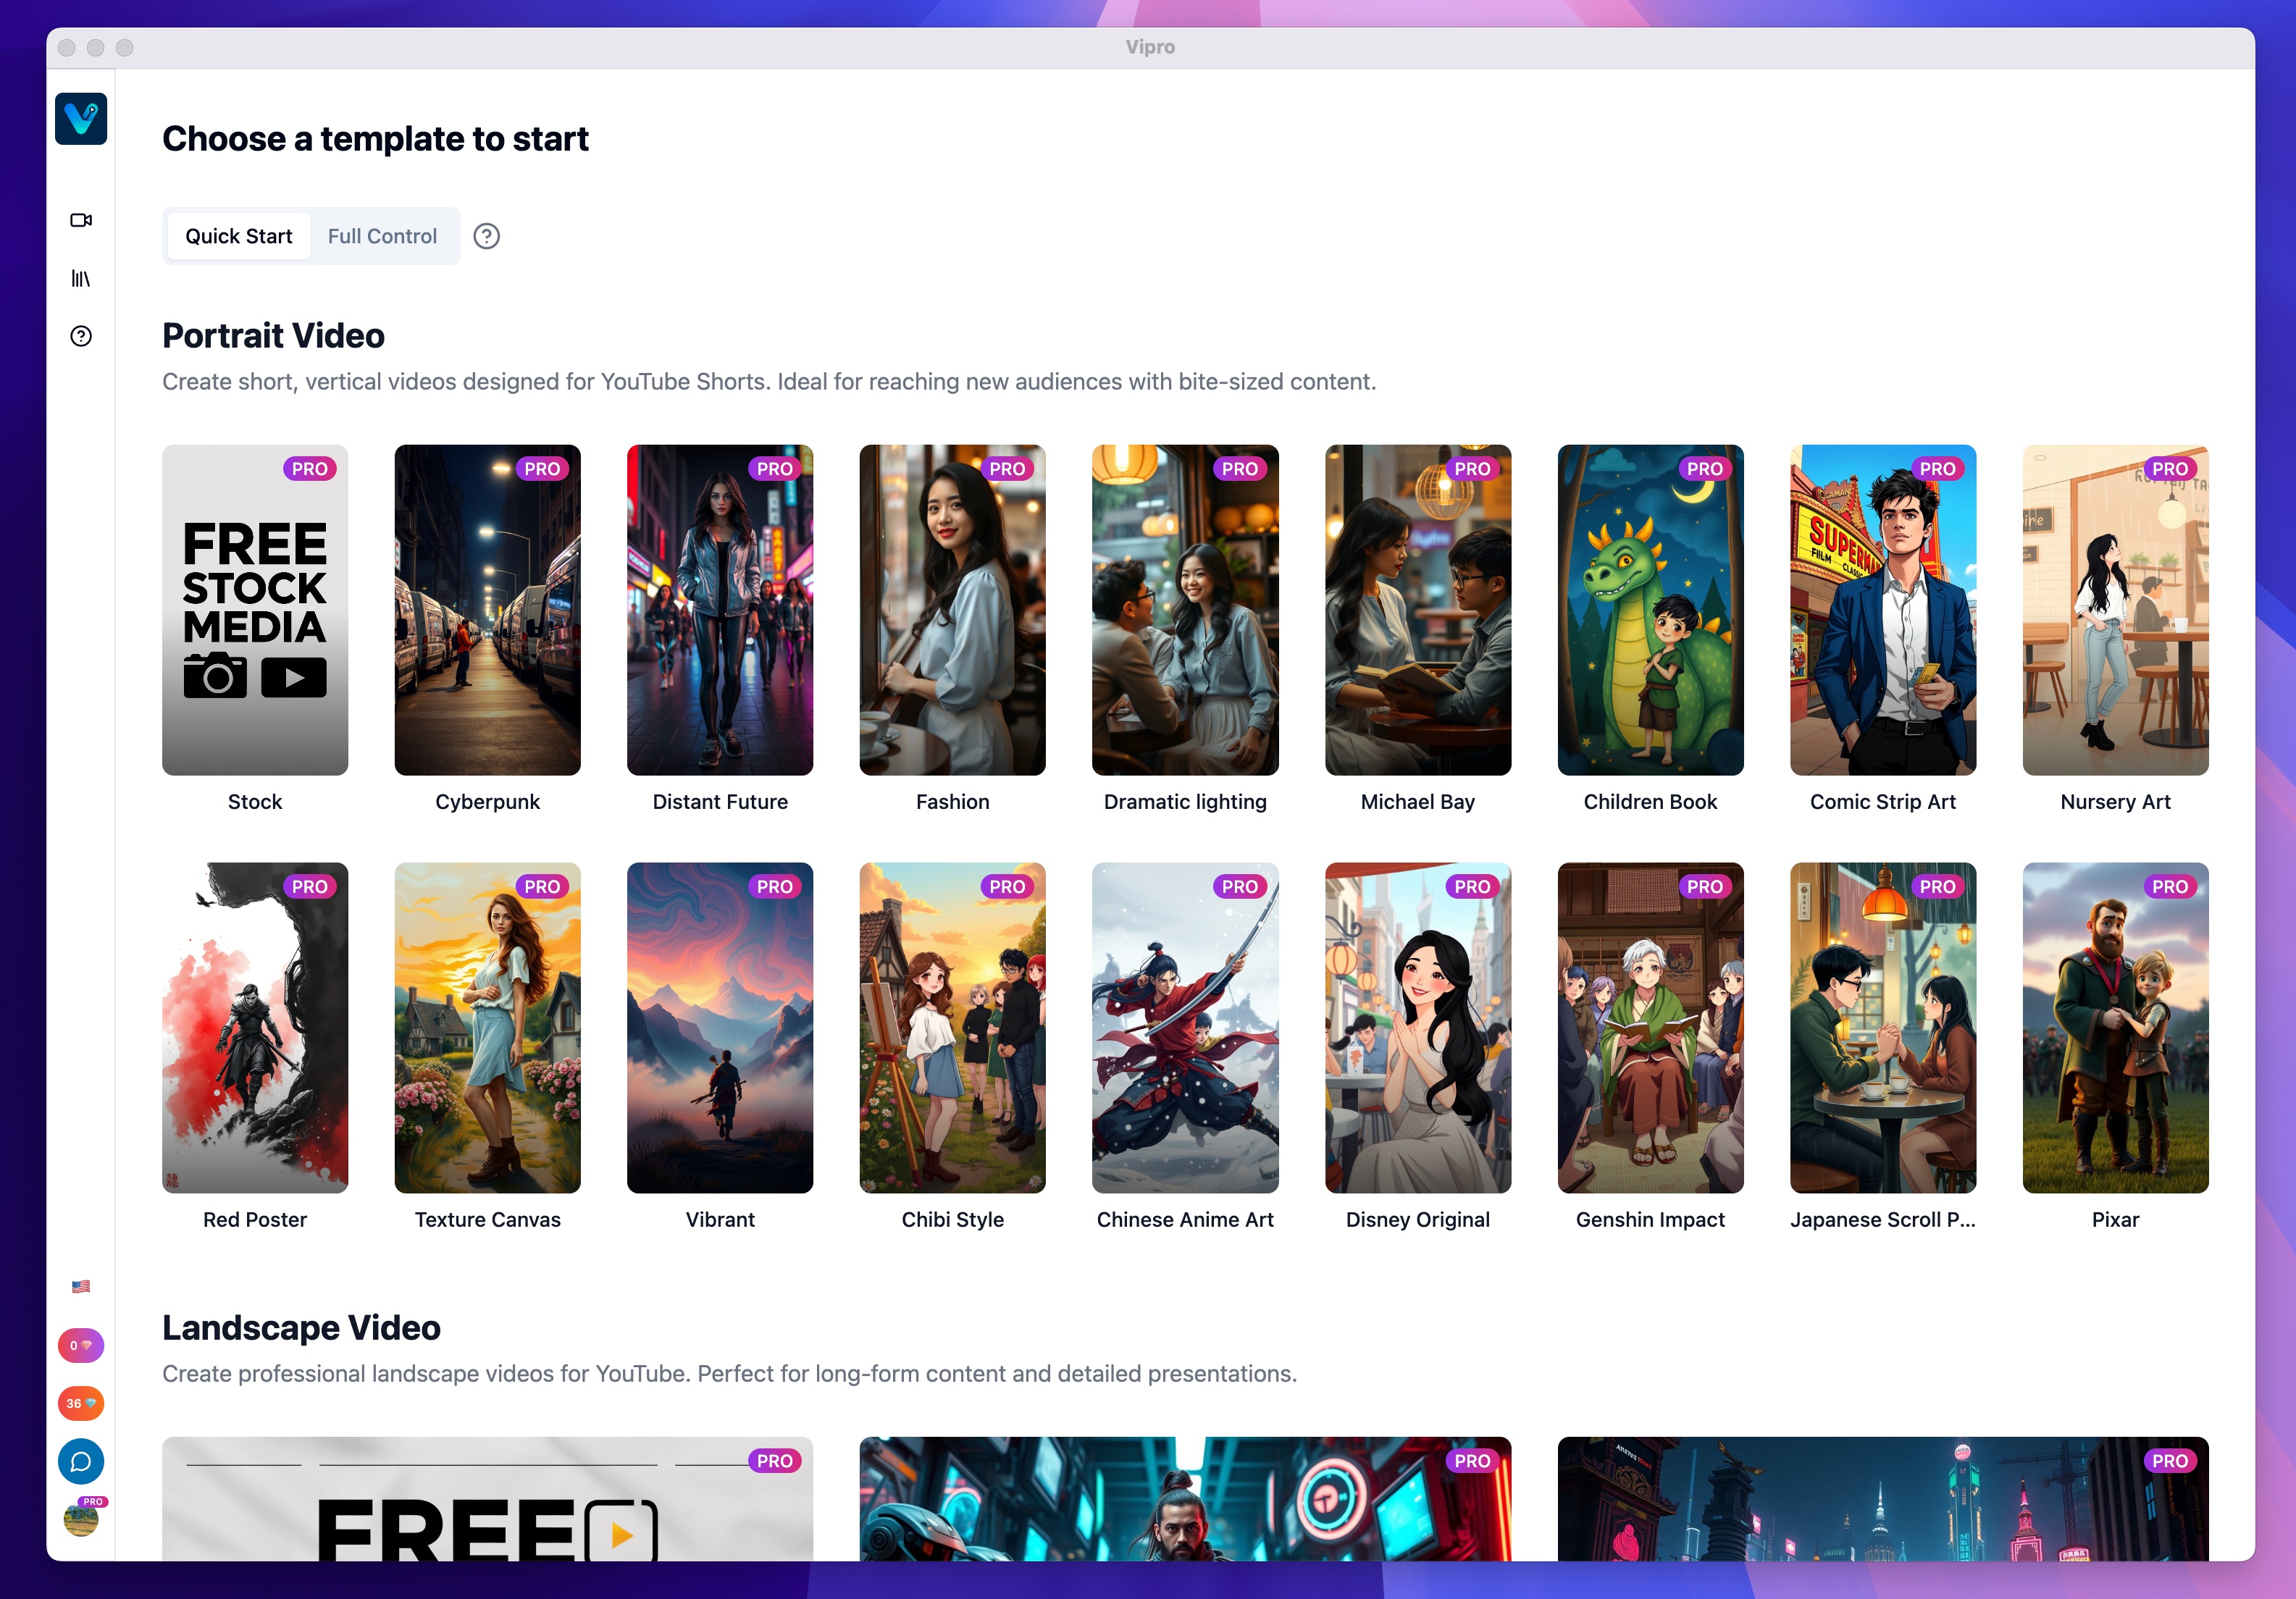 Vipro
Choose a template to start
Quick Start
Full Control
Portrait Video
Create short, vertical videos designed for YouTube Shorts. Ideal for reaching new audiences with bite-sized content.
PRO
FREE
STOCK
MEDIA
PRO
PRO
PRO
PRO
PRO
PRO
PRO
SUPERMA
FILM
PRO
Stock
Cyberpunk
Distant Future
Fashion
Dramatic lighting
Michael Bay
Children Book
Comic Strip Art
Nursery Art
PRO
PRO
PRO
PRO
PRO
PRO
PRO
PRO
PRO
Red Poster
Texture Canvas
Vibrant
Chibi Style
Chinese Anime Art
Disney Original
Genshin Impact
Japanese Scroll P...
Pixar
Landscape Video
Create professional landscape videos for YouTube. Perfect for long-form content and detailed presentations.
PRO
FREE
PRO
PRO
0
36
PRO